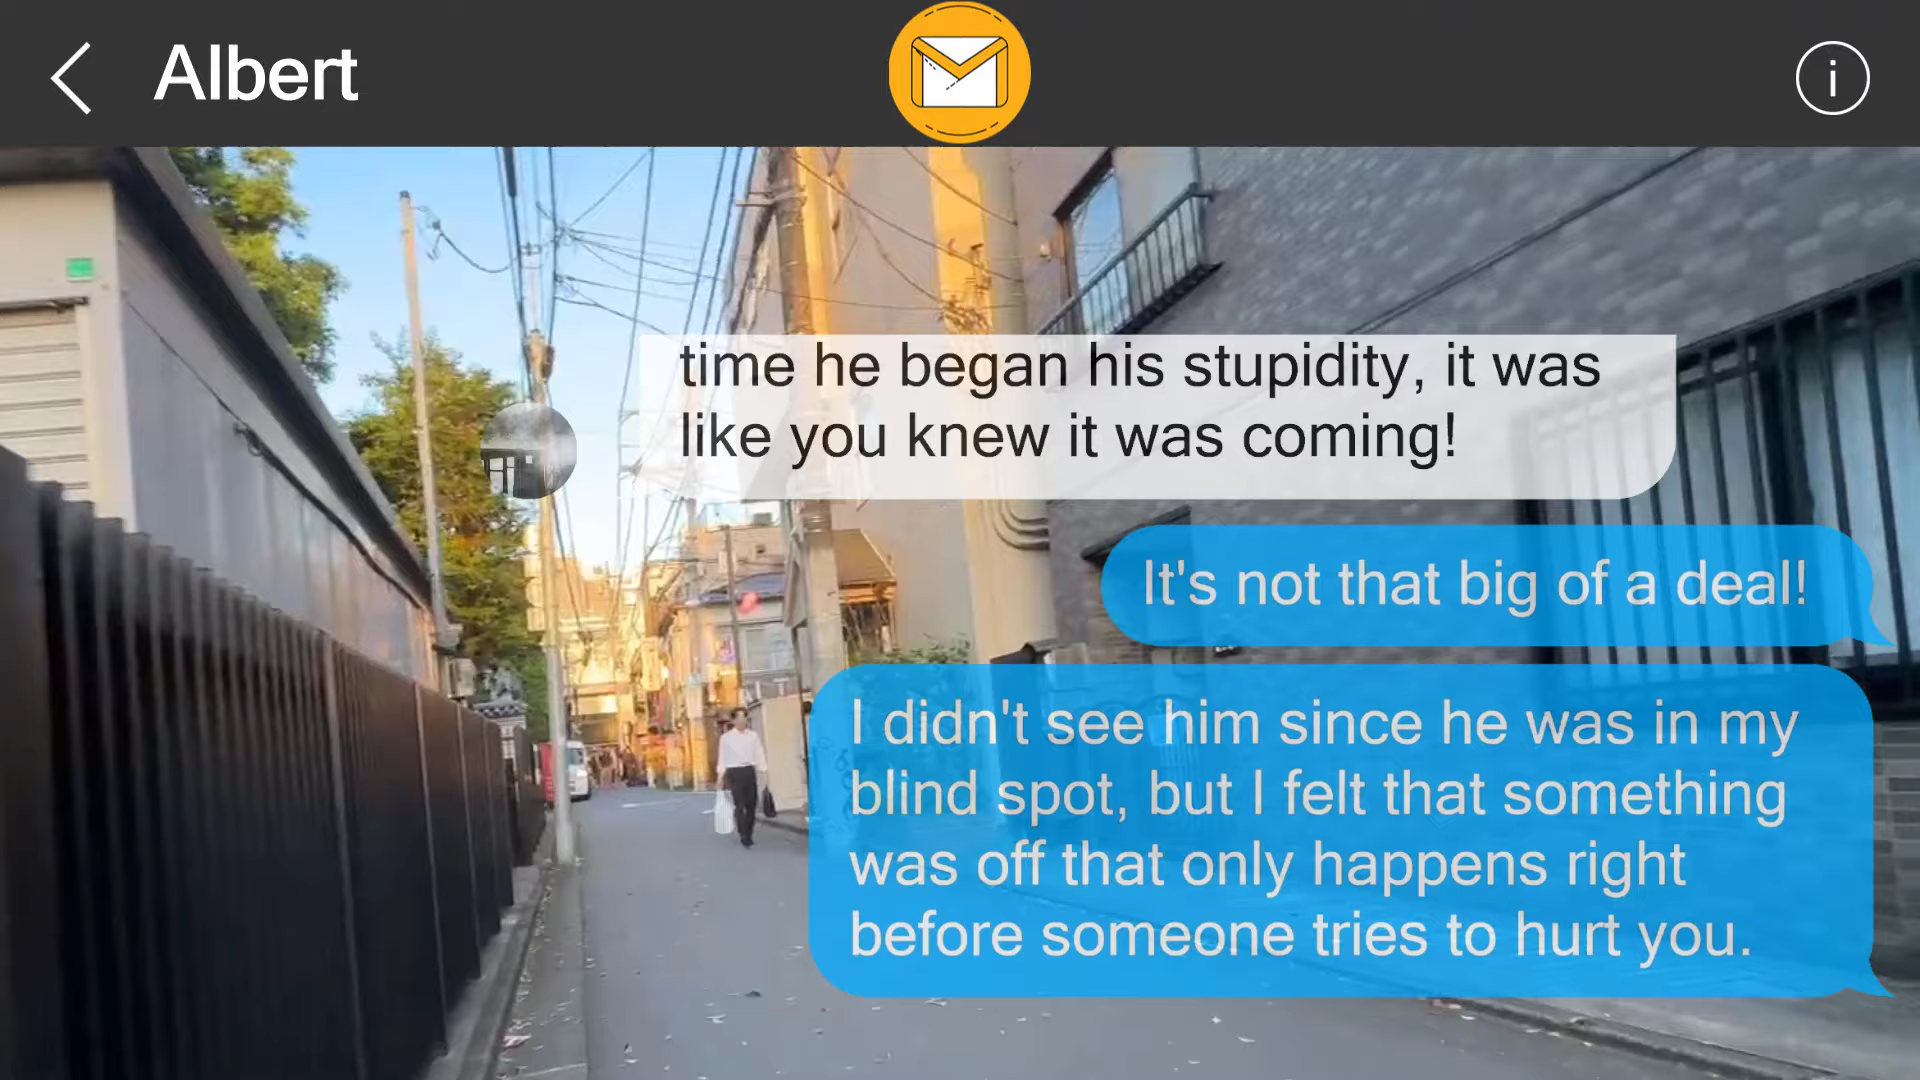 Albert
time he began his stupidity, it was
like you knew it was coming!
It's not that big of a deal!
I didn't see him since he was in my
blind spot, but I felt that something
was off that only happens right
before someone tries to hurt you.